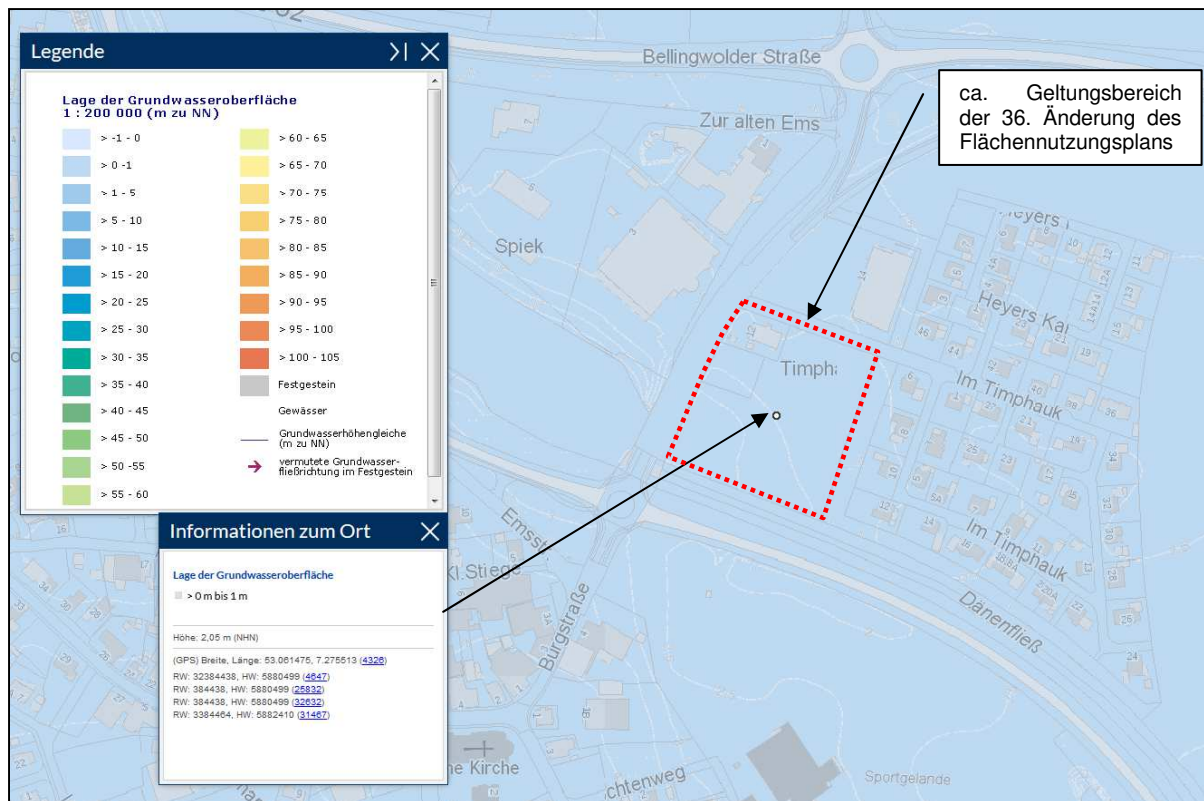 Legende
Lage der Grundwasseroberfläche
1 : 200 000 (m zu NN)
> -1 - 0
> 0 -1
> 1 - 5
> 5 - 10
> 10 - 15
> 15 - 20
> 20 - 25
> 25 - 30
> 30 - 35
> 35 - 40
> 40 - 45
> 45 - 50
> 50 -55
> 55 - 60
> 60 - 65
> 65 - 70
> 70 - 75
> 75 - 80
> 80 - 85
> 85 - 90
> 90 - 95
> 95 - 100
> 100 - 105
Festgestein
Gewässer
Grundwasserhöhengleiche
(m zu NN)
vermutete Grundwasser-
fließrichtung im Festgestein
Informationen zum Ort
Lage der Grundwasseroberfläche
> 0 m bis 1 m
Höhe: 2,05 m (NHN)
(GPS) Breite, Länge: 53.061475, 7.275513 (4326)
RW: 32384438, HW: 5880499 (4647)
RW: 384438, HW: 5880499 (25832)
RW: 384438, HW: 5880499 (32632)
RW: 3384464, HW: 5882410 (31467)
ca. Geltungsbereich
der 36. Änderung des
Flächennutzungsplans
Bellingwolder Straße
Zur alten Ems
Spiek
Timpha
Heyers Ka
Im Timphauk
Im Timphauk
Dänenfließ
Emsst
Kl.Stiege
Burgstraße
ne Kirche
chtenweg
Sportgelände